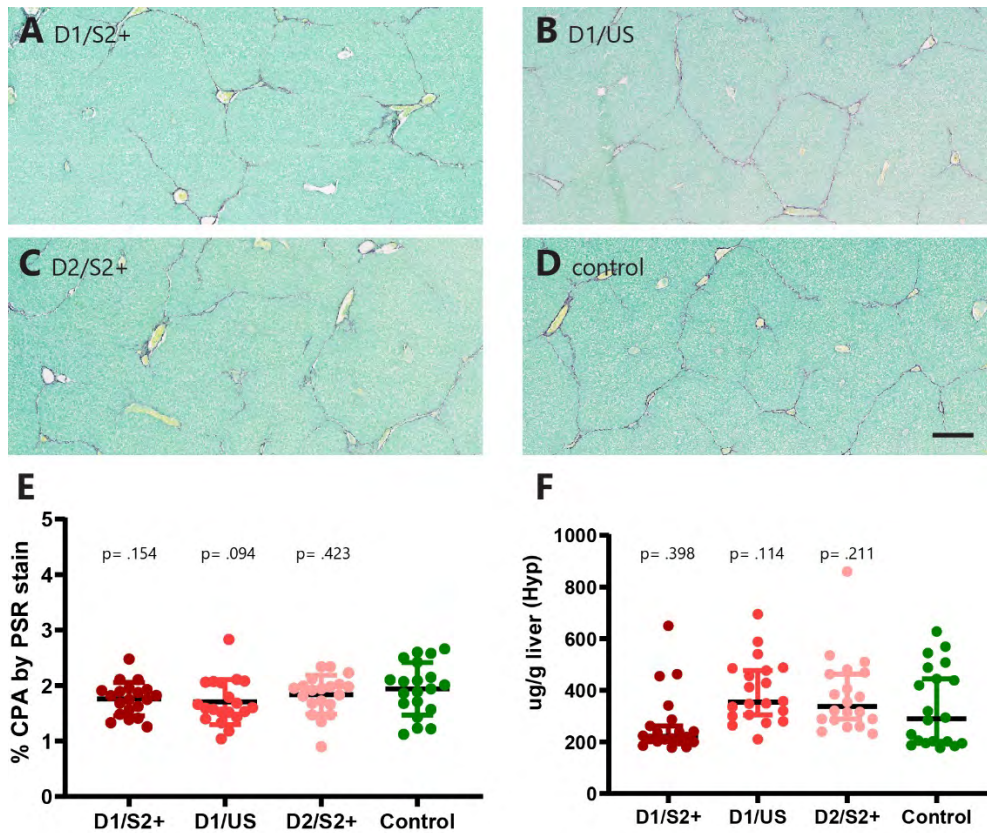 A D1/S2+
B D1/US
C D2/S2+
D control
E
% CPA by PSR stain
5
4
3
2
1
0
p= .154
p= .094
p= .423
D1/S2+
D1/US
D2/S2+
Control
F
ug/g liver (Hyp)
1000
800
600
400
200
0
p= .398
p= .114
p= .211
D1/S2+
D1/US
D2/S2+
Control